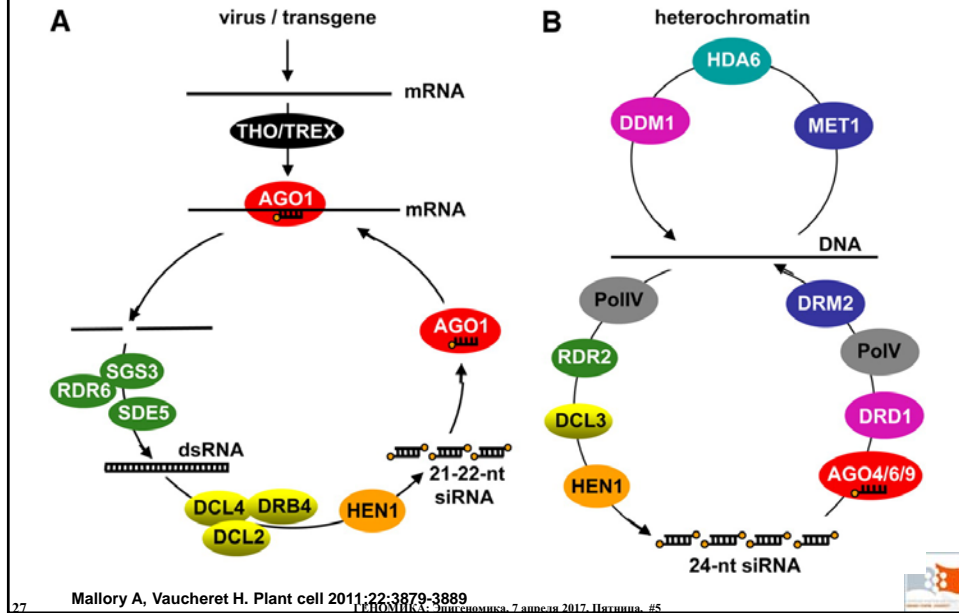 A
virus / transgene
mRNA
THO/TREX
AGO1
mRNA
AGO1
SGS3
RDR6
SDE5
dsRNA
DCL4
DRB4
DCL2
HEN1
21-22-nt
siRNA
B
heterochromatin
HDA6
DDM1
MET1
DNA
PolIV
DRM2
RDR2
PolV
DCL3
DRD1
HEN1
AGO4/6/9
24-nt siRNA
Mallory A, Vaucheret H. Plant cell 2011;22:3879-3889
27
ГЕНОМИКА: Эпигеномика, 7 апреля 2017, Пятница, #5